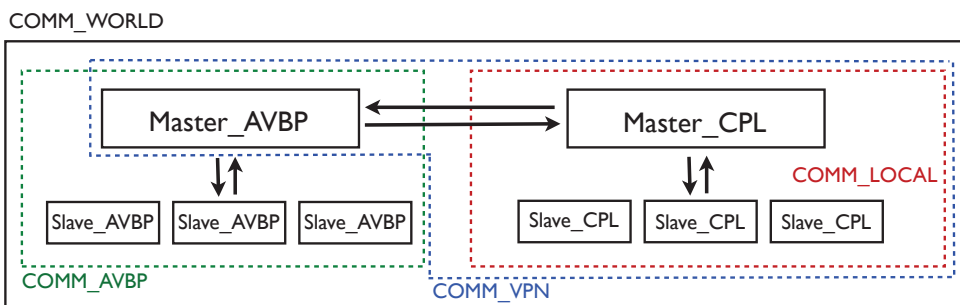 COMM_WORLD
Master_AVBP
Master_CPL
COMM_LOCAL
Slave_AVBP Slave_AVBP Slave_AVBP
Slave_CPL Slave_CPL Slave_CPL
COMM_AVBP
COMM_VPN